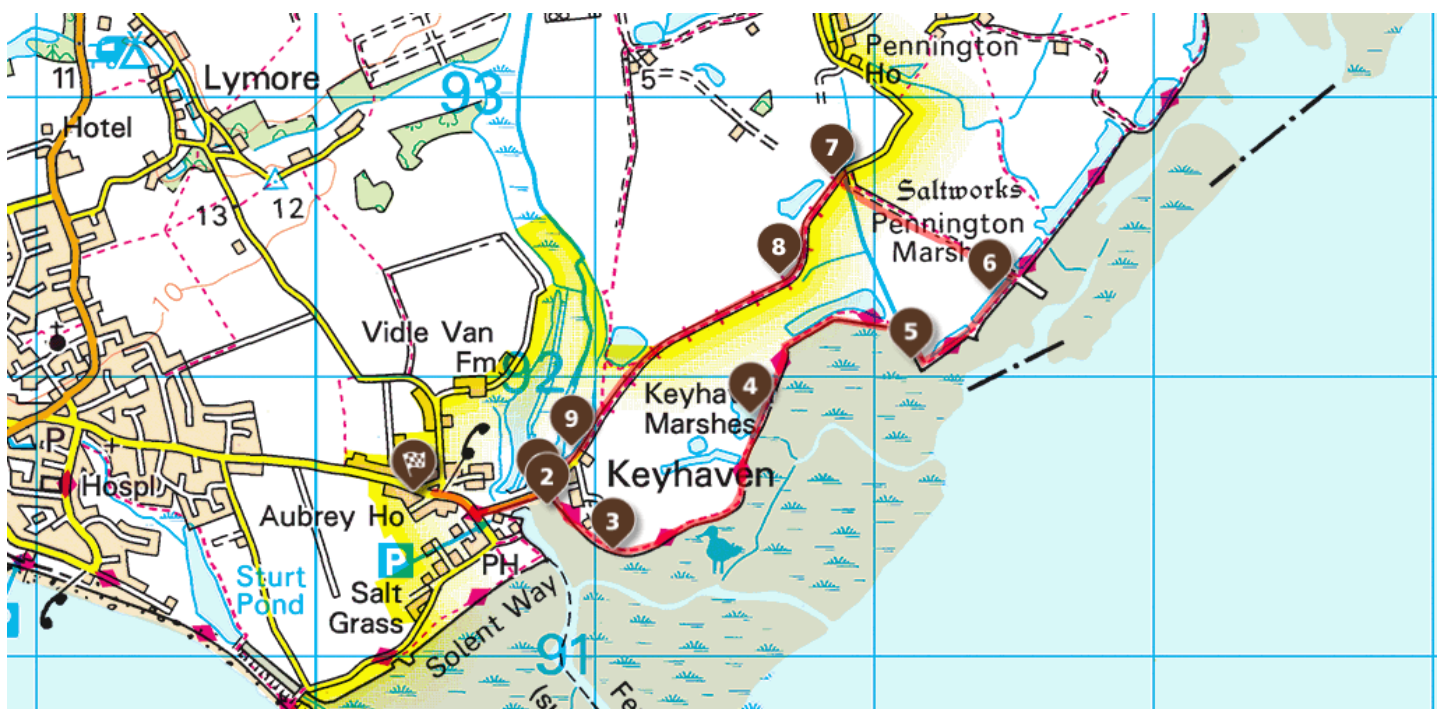 11
Lymore
93
Hotel
13
12
10
5
Pennington
Ho
7
Saltworks
Pennington
8
6
5
Vidle Van
Fm
92
4
Marshes
9
P
Hospl
2
Keyhaven
3
Aubrey Ho
P
PH
Sturt
Pond
Salt
Grass
Solent Way
91